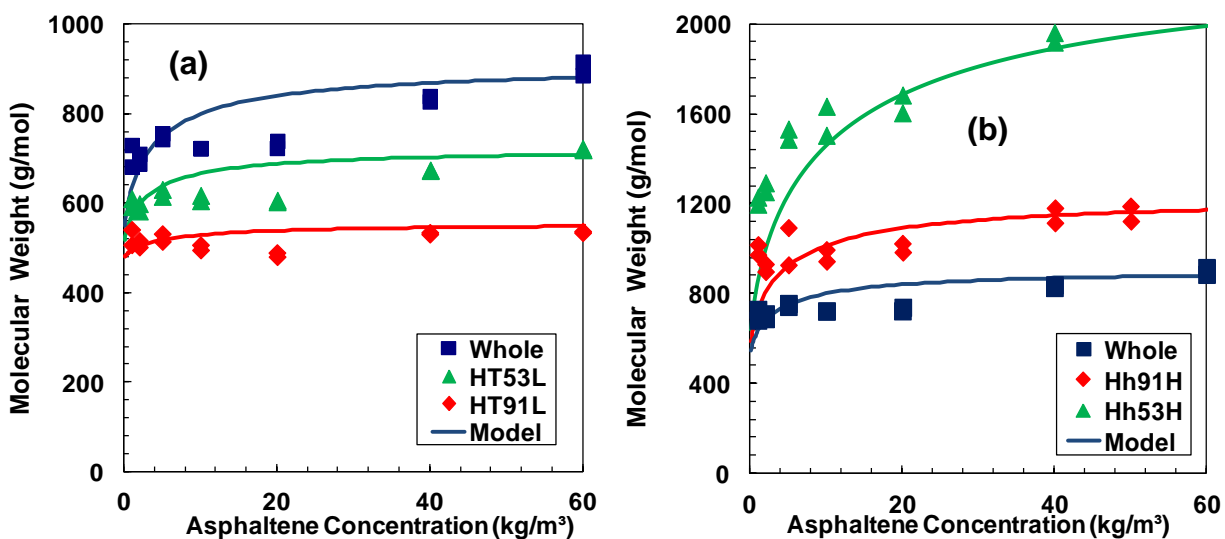 Molecular Weight (g/mol)
1000
800
600
400
200
0
(a)
Whole
HT53L
HT91L
Model
0 20 40 60
Asphaltene Concentration (kg/m³)
Molecular Weight (g/mol)
2000
1600
1200
800
400
0
(b)
Whole
Hh91H
Hh53H
Model
0 20 40 60
Asphaltene Concentration (kg/m³)